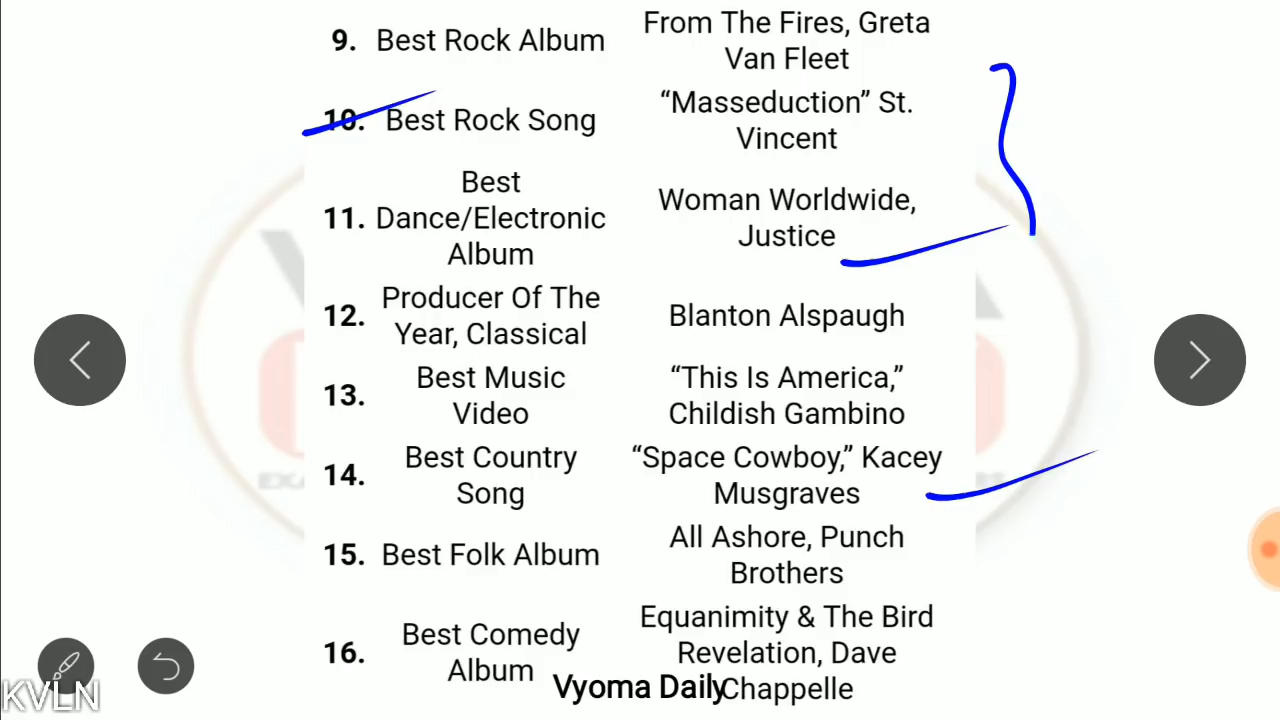 9. Best Rock Album From The Fires, Greta
Van Fleet
10. Best Rock Song “Masseduction” St.
Vincent
Best
11. Dance/Electronic
Album
Woman Worldwide,
Justice
12. Producer Of The
Year, Classical
Blanton Alspaugh
13. Best Music
Video
“This Is America,”
Childish Gambino
14. Best Country
Song
“Space Cowboy,” Kacey
Musgraves
15. Best Folk Album All Ashore, Punch
Brothers
16. Best Comedy
Album
Equanimity & The Bird
Revelation, Dave
Chappelle
Vyoma Daily
KVLN